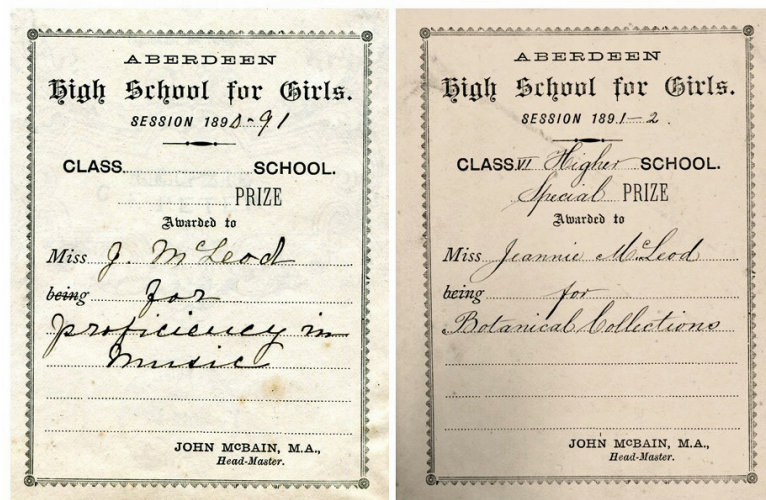 ABERDEEN
High School for Girls.
SESSION 1890-91
CLASS SCHOOL.
PRIZE
Awarded to
Miss J. McLeod
being for
proficiency in
Music
JOHN McBAIN, M.A.,
Head-Master.
ABERDEEN
High School for Girls.
SESSION 1891-2.
CLASS VI Higher SCHOOL.
Special PRIZE
Awarded to
Miss Jeannie McLeod
being for
Botanical Collections
JOHN McBAIN, M.A.,
Head-Master.